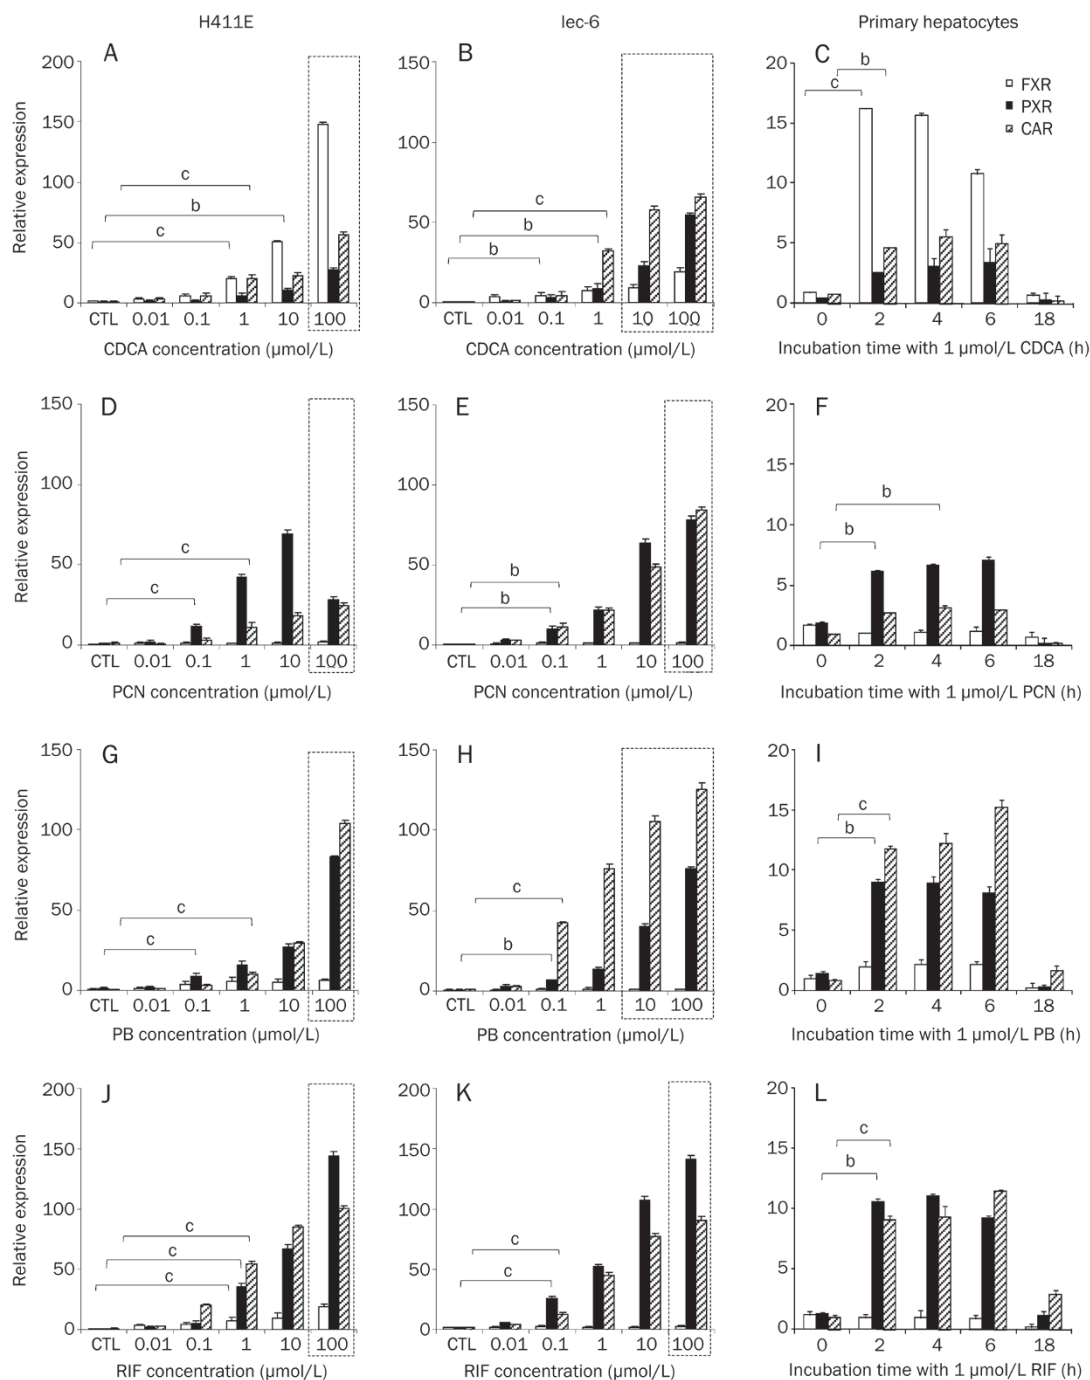 H411E
Iec-6
Primary hepatocytes
A
Relative expression
200
150
100
50
0
c
b
c
CTL 0.01 0.1 1 10 100
CDCA concentration (µmol/L)
B
150
100
50
0
c
b
b
CTL 0.01 0.1 1 10 100
CDCA concentration (µmol/L)
C
20
15
10
5
0
b
c
FXR
PXR
CAR
0 2 4 6 18
Incubation time with 1 µmol/L CDCA (h)
D
Relative expression
150
100
50
0
c
c
CTL 0.01 0.1 1 10 100
PCN concentration (µmol/L)
E
150
100
50
0
b
b
CTL 0.01 0.1 1 10 100
PCN concentration (µmol/L)
F
20
15
10
5
0
b
b
0 2 4 6 18
Incubation time with 1 µmol/L PCN (h)
G
Relative expression
150
100
50
0
c
c
CTL 0.01 0.1 1 10 100
PB concentration (µmol/L)
H
150
100
50
0
c
b
CTL 0.01 0.1 1 10 100
PB concentration (µmol/L)
I
20
15
10
5
0
c
b
0 2 4 6 18
Incubation time with 1 µmol/L PB (h)
J
Relative expression
200
150
100
50
0
c
c
c
CTL 0.01 0.1 1 10 100
RIF concentration (µmol/L)
K
200
150
100
50
0
c
c
CTL 0.01 0.1 1 10 100
RIF concentration (µmol/L)
L
20
15
10
5
0
c
b
0 2 4 6 18
Incubation time with 1 µmol/L RIF (h)